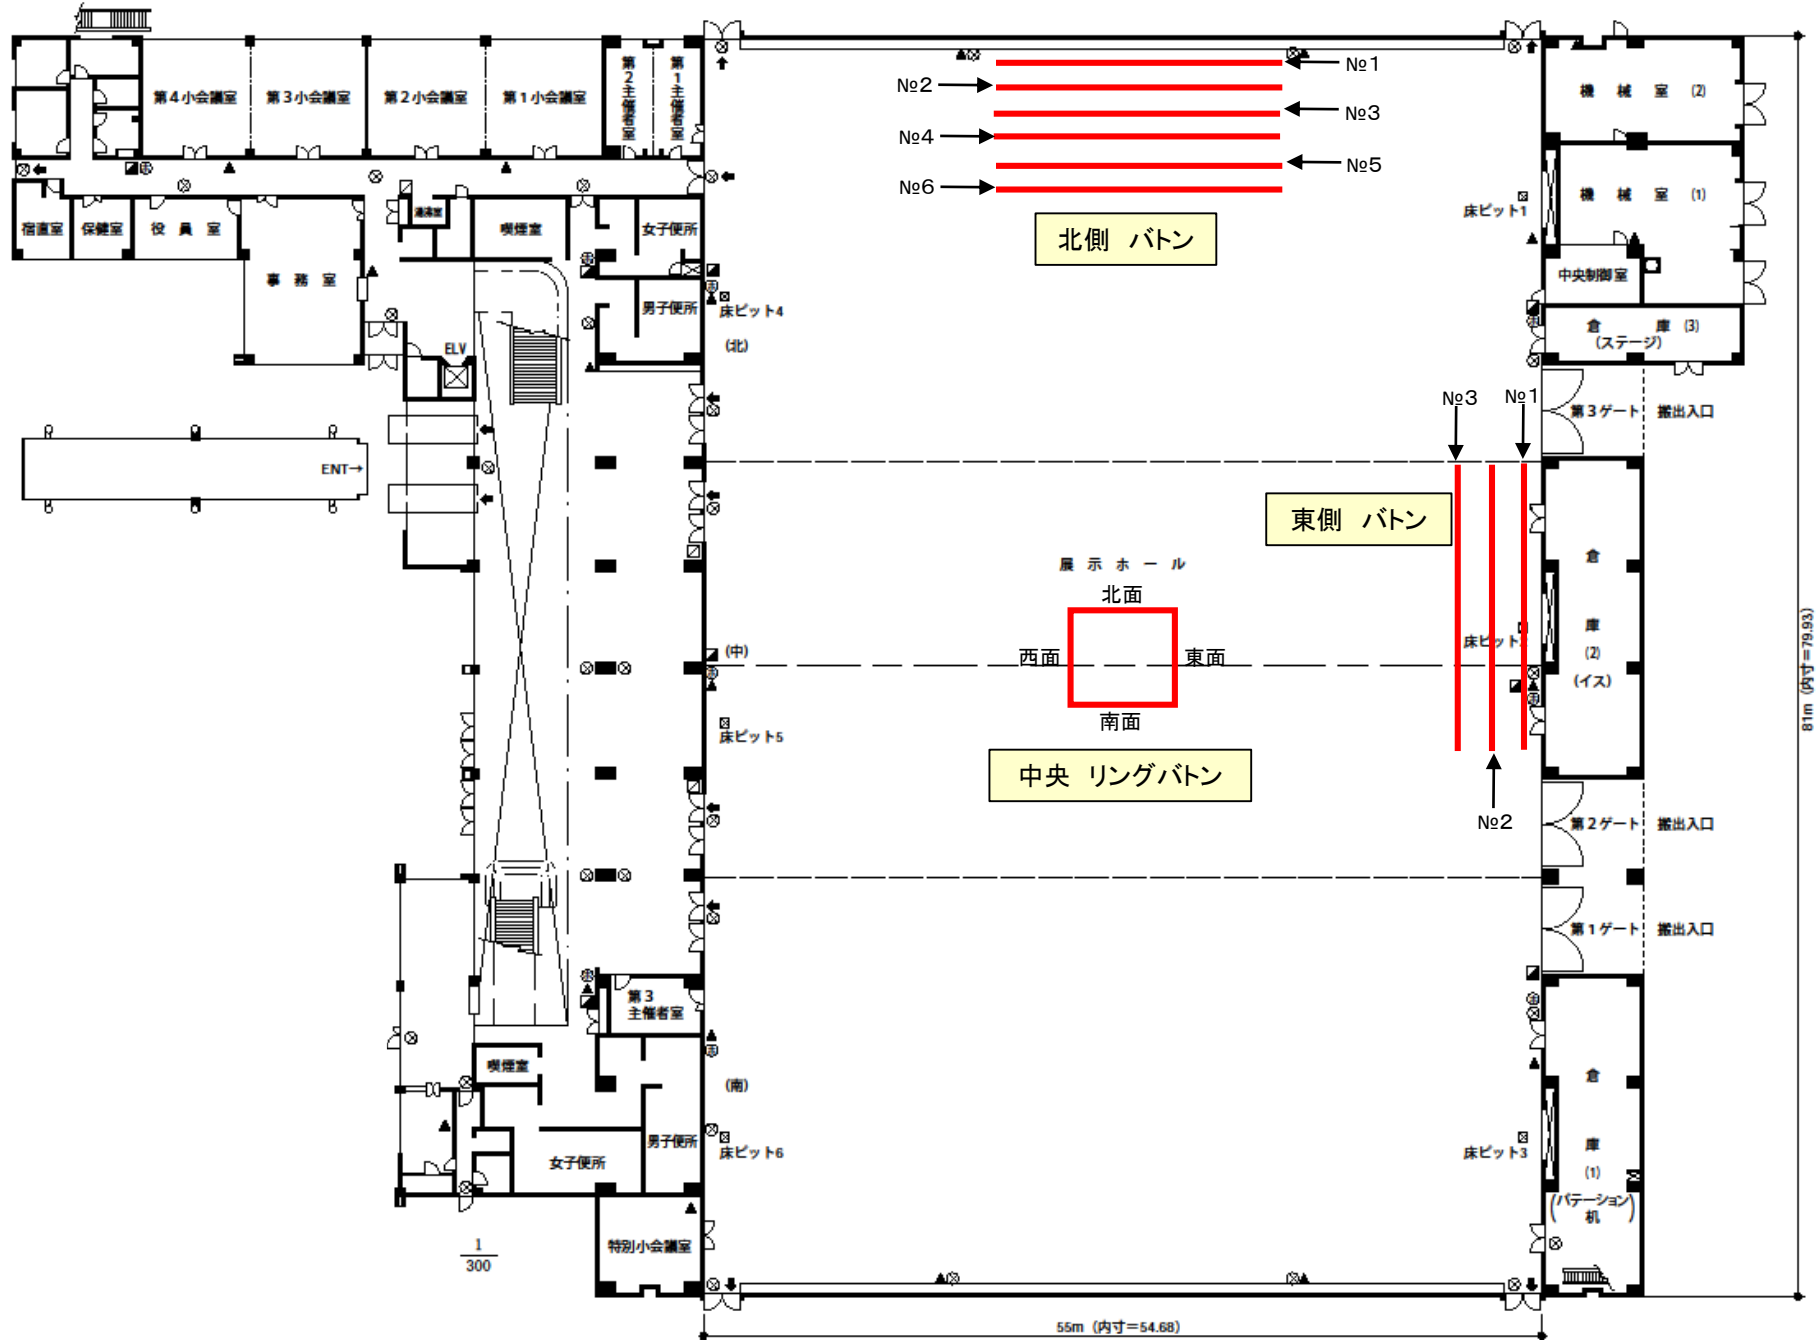 №1
№2
№3
№4
№5
№6
北側 バトン
第4小会議室
第3小会議室
第2小会議室
第1小会議室
第2主催者室
第1主催者室
機械室 (2)
機械室 (1)
床ピット1
中央制御室
倉庫 (3)
(ステージ)
宿直室
保健室
役員室
事務室
湯沸室
喫煙室
女子便所
男子便所
床ピット4
(北)
ELV
ENT→
№3
№1
第3ゲート 搬出入口
東側 バトン
展示ホール
北面
西面
東面
南面
中央 リングバトン
(中)
床ピット5
床ピット
倉庫
(2)
(イス)
№2
第2ゲート 搬出入口
第1ゲート 搬出入口
81m (内寸=79.93)
第3
主催者室
喫煙室
(南)
男子便所
女子便所
床ピット6
床ピット3
倉庫
(1)
(パテーション)
机
特別小会議室
1
300
55m (内寸=54.68)